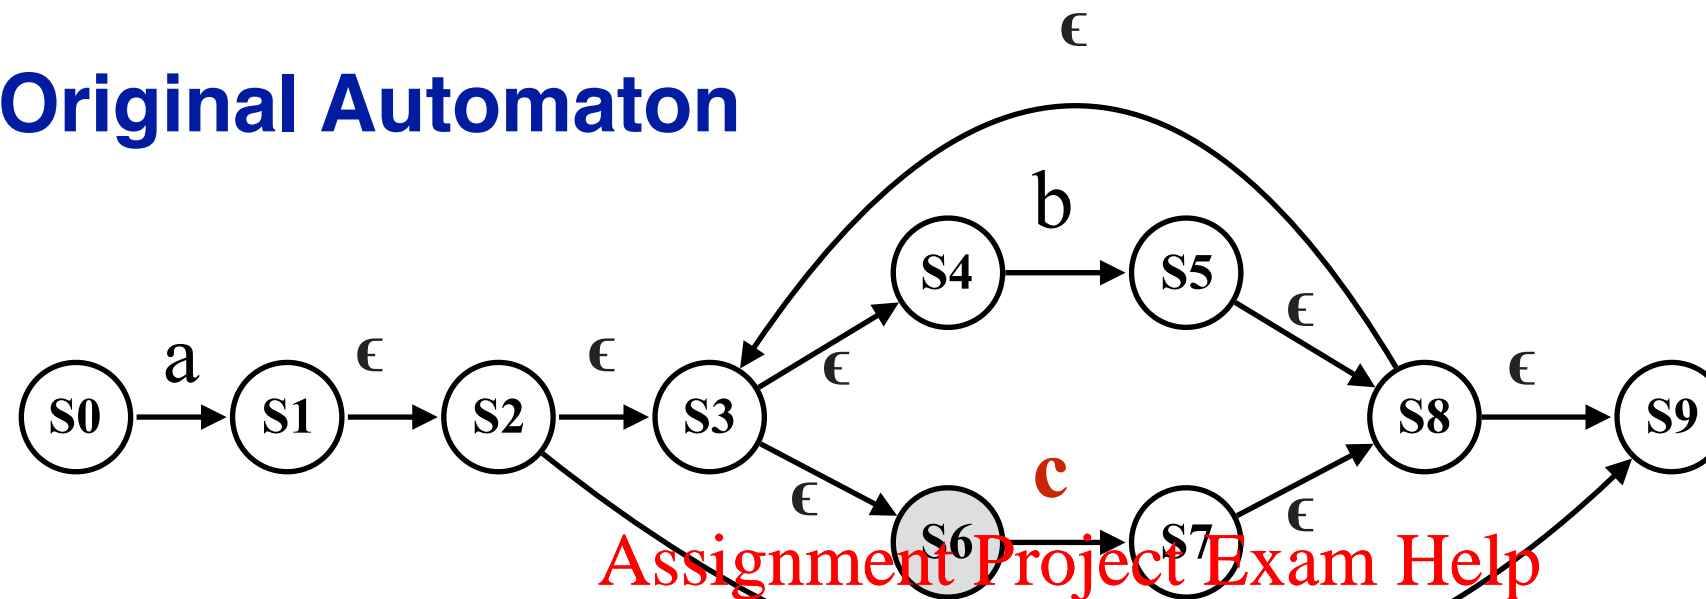 ϵ
Original Automaton
b
S4 S5
ϵ
a ϵ ϵ ϵ ϵ
S0 S1 S2 S3 S8 S9
c
ϵ ϵ
S6 S7
Assignment Project Exam Help